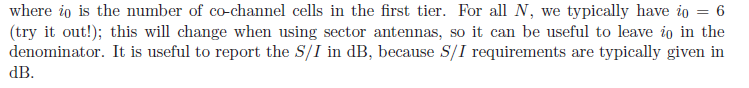 where i₀ is the number of co-channel cells in the first tier. For all N, we typically have i₀ = 6
(try it out!); this will change when using sector antennas, so it can be useful to leave i₀ in the
denominator. It is useful to report the S/I in dB, because S/I requirements are typically given in
dB.